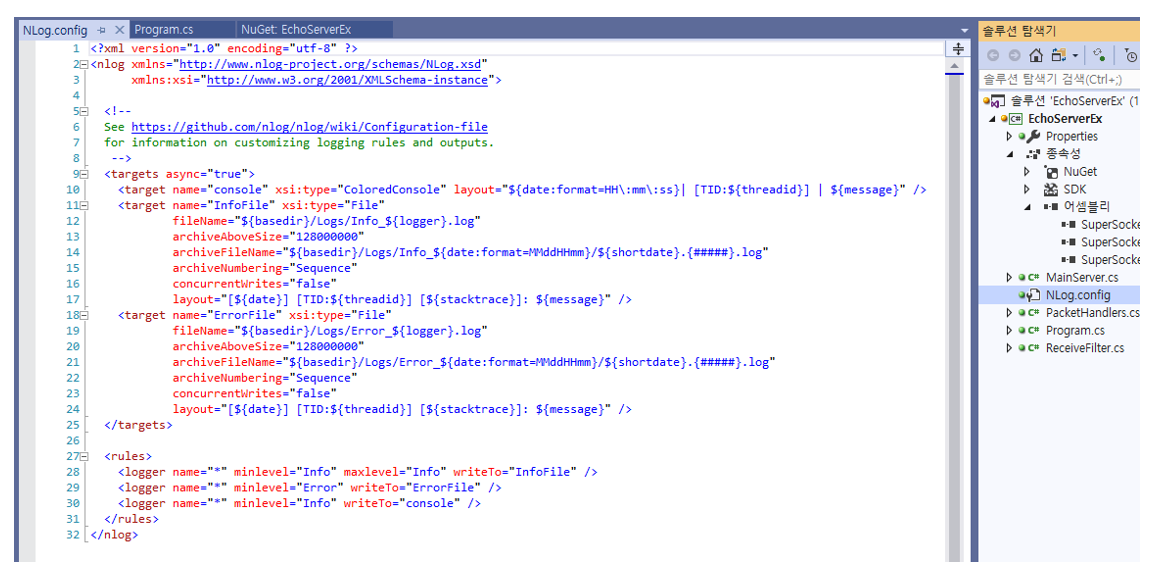 NLog.config
Program.cs
NuGet: EchoServerEx
1 <?xml version="1.0" encoding="utf-8" ?>
2 <nlog xmlns="http://www.nlog-project.org/schemas/NLog.xsd"
3 xmlns:xsi="http://www.w3.org/2001/XMLSchema-instance">
4
5 <!--
6 See https://github.com/nlog/nlog/wiki/Configuration-file
7 for information on customizing logging rules and outputs.
8 -->
9 <targets async="true">
10 <target name="console" xsi:type="ColoredConsole" layout="${date:format=HH\:mm\:ss}| [TID:${threadid}] | ${message}" />
11 <target name="InfoFile" xsi:type="File"
12 fileName="${basedir}/Logs/Info_${logger}.log"
13 archiveAboveSize="128000000"
14 archiveFileName="${basedir}/Logs/Info_${date:format=MMddHHmm}/${shortdate}.{#####}.log"
15 archiveNumbering="Sequence"
16 concurrentWrites="false"
17 layout="[${date}] [TID:${threadid}] [${stacktrace}]: ${message}" />
18 <target name="ErrorFile" xsi:type="File"
19 fileName="${basedir}/Logs/Error_${logger}.log"
20 archiveAboveSize="128000000"
21 archiveFileName="${basedir}/Logs/Error_${date:format=MMddHHmm}/${shortdate}.{#####}.log"
22 archiveNumbering="Sequence"
23 concurrentWrites="false"
24 layout="[${date}] [TID:${threadid}] [${stacktrace}]: ${message}" />
25 </targets>
26
27 <rules>
28 <logger name="*" minlevel="Info" maxlevel="Info" writeTo="InfoFile" />
29 <logger name="*" minlevel="Error" writeTo="ErrorFile" />
30 <logger name="*" minlevel="Info" writeTo="console" />
31 </rules>
32 </nlog>
솔루션 탐색기
솔루션 탐색기 검색(Ctrl+;)
솔루션 'EchoServerEx' (1
C# EchoServerEx
Properties
종속성
NuGet
SDK
어셈블리
SuperSocke
SuperSocke
SuperSocke
C# MainServer.cs
NLog.config
C# PacketHandlers.cs
C# Program.cs
C# ReceiveFilter.cs